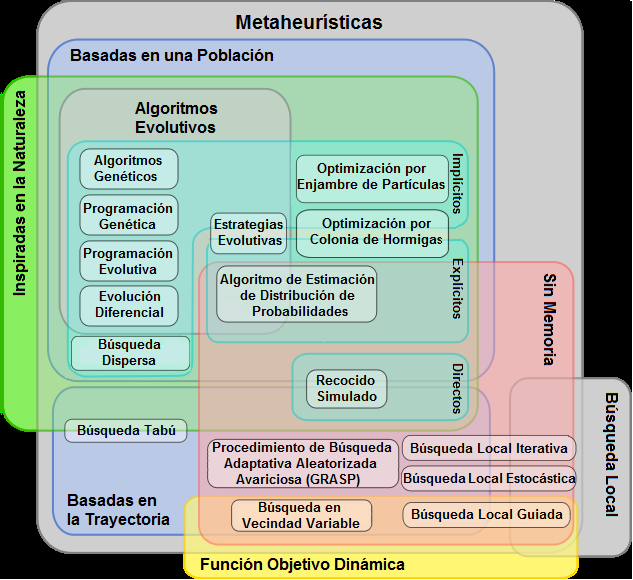 Metaheurísticas
Basadas en una Población
Inspiradas en la Naturaleza
Algoritmos
Evolutivos
Algoritmos
Genéticos
Programación
Genética
Programación
Evolutiva
Evolución
Diferencial
Búsqueda
Dispersa
Optimización por
Enjambre de Partículas
Implícitos
Estrategias
Evolutivas
Optimización por
Colonia de Hormigas
Algoritmo de Estimación
de Distribución de
Probabilidades
Explícitos
Sin Memoria
Recocido
Simulado
Directos
Búsqueda Tabú
Procedimiento de Búsqueda
Adaptativa Aleatorizada
Avariciosa (GRASP)
Búsqueda Local Iterativa
Búsqueda Local Estocástica
Búsqueda Local
Basadas en
la Trayectoria
Búsqueda en
Vecindad Variable
Búsqueda Local Guiada
Función Objetivo Dinámica